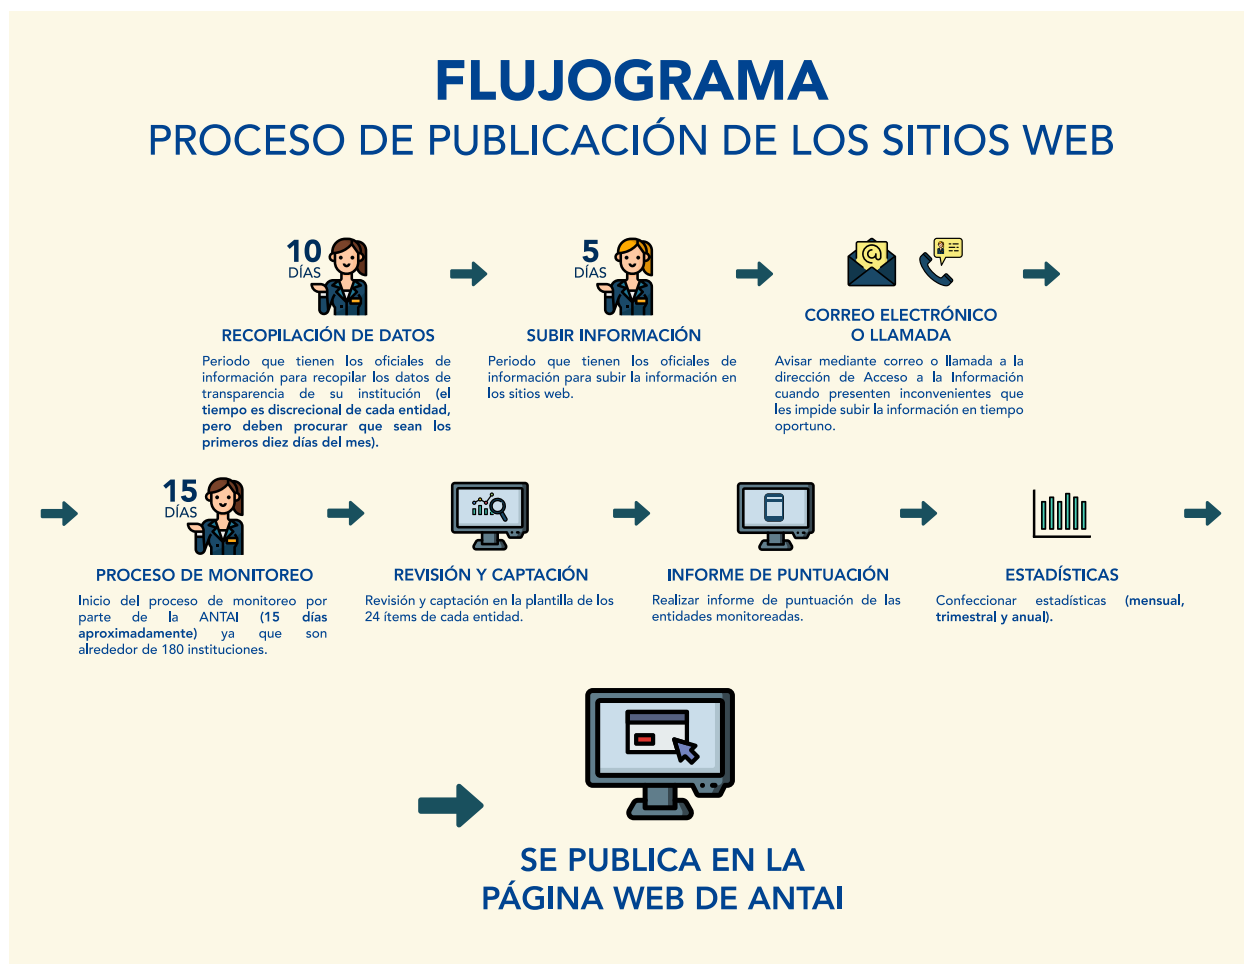 FLUJOGRAMA
PROCESO DE PUBLICACIÓN DE LOS SITIOS WEB
10
DÍAS
RECOPILACIÓN DE DATOS
Periodo que tienen los oficiales de
información para recopilar los datos de
transparencia de su institución (el
tiempo es discrecional de cada entidad,
pero deben procurar que sean los
primeros diez días del mes).
5
DÍAS
SUBIR INFORMACIÓN
Periodo que tienen los oficiales de
información para subir la información en
los sitios web.
CORREO ELECTRÓNICO
O LLAMADA
Avisar mediante correo o llamada a la
dirección de Acceso a la Información
cuando presenten inconvenientes que
les impide subir la información en tiempo
oportuno.
15
DÍAS
PROCESO DE MONITOREO
Inicio del proceso de monitoreo por
parte de la ANTAI (15 días
aproximadamente) ya que son
alrededor de 180 instituciones.
REVISIÓN Y CAPTACIÓN
Revisión y captación en la plantilla de los
24 ítems de cada entidad.
INFORME DE PUNTUACIÓN
Realizar informe de puntuación de las
entidades monitoreadas.
ESTADÍSTICAS
Confeccionar estadísticas (mensual,
trimestral y anual).
SE PUBLICA EN LA
PÁGINA WEB DE ANTAI